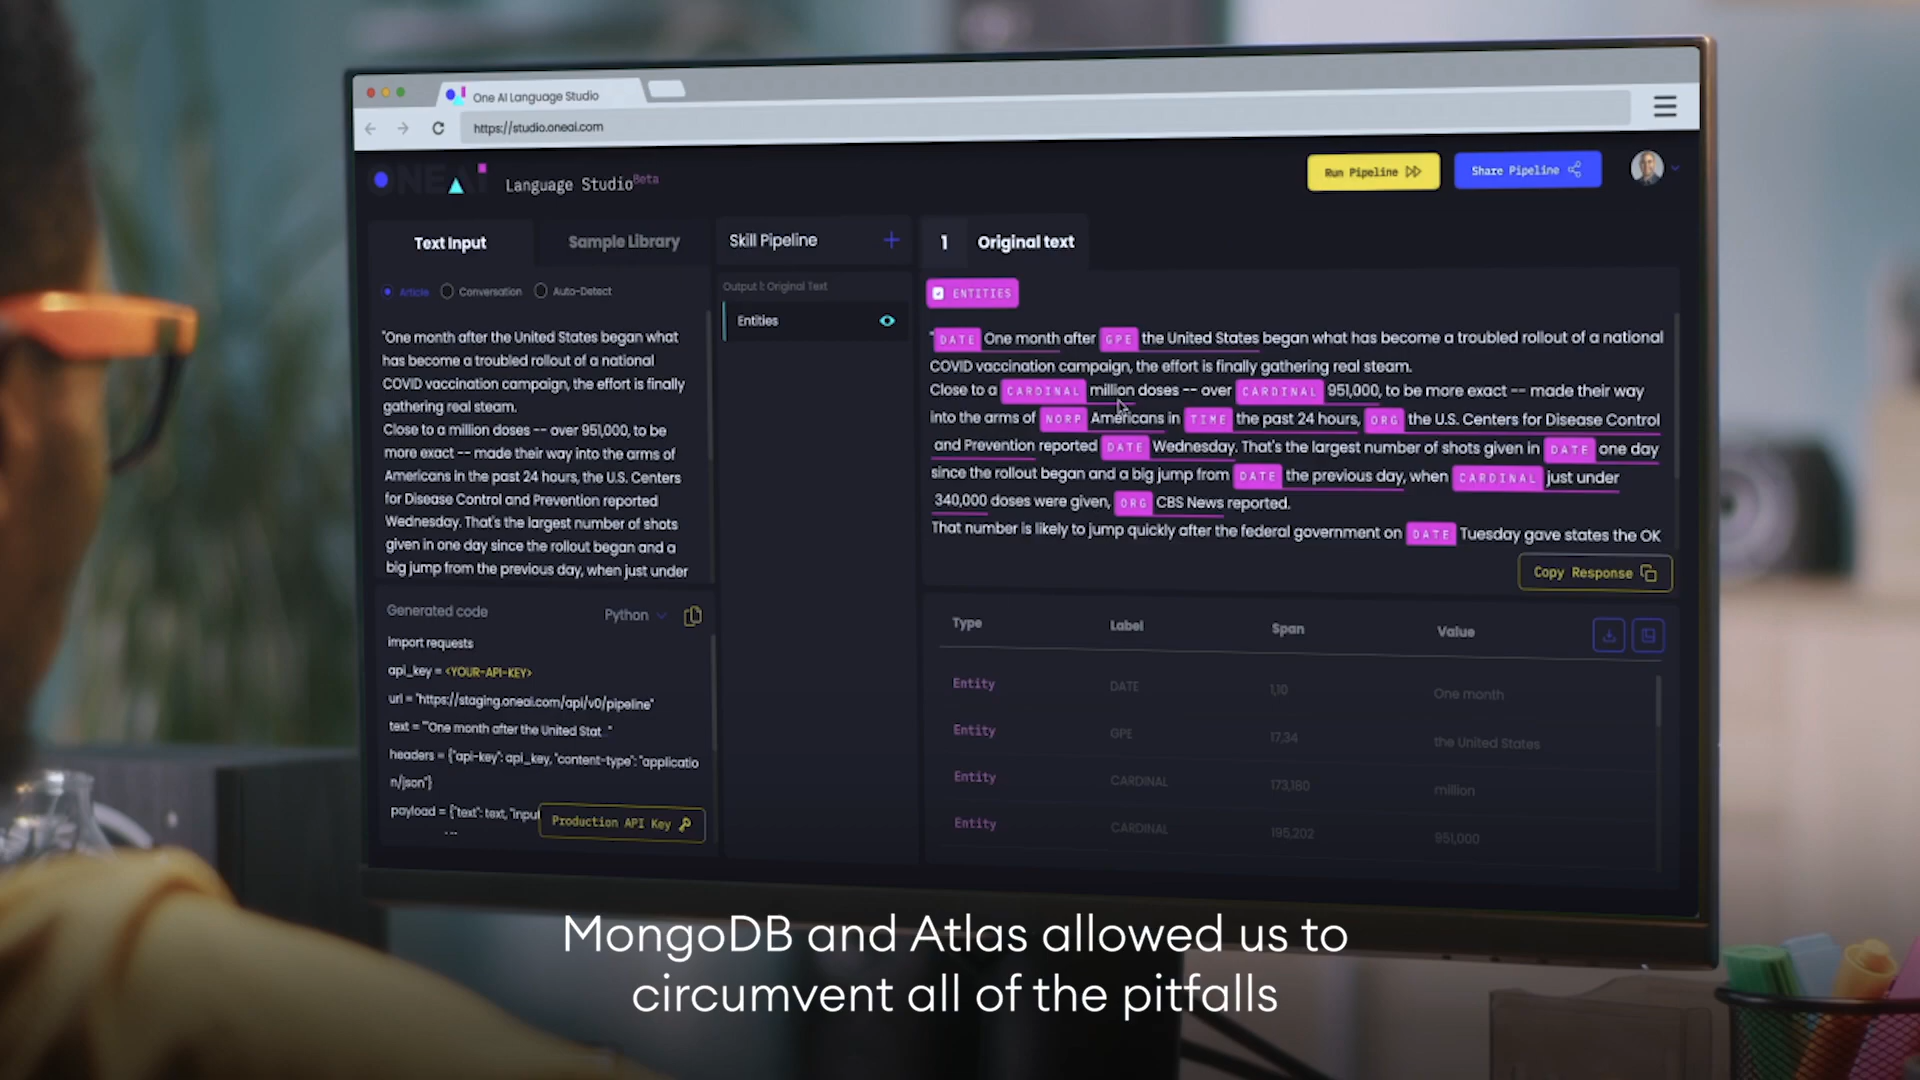 One AI Language Studio
https://studio.oneai.com
ONEAI Language Studio Beta
Run Pipeline
Share Pipeline
Text Input
Sample Library
Article
Conversation
Auto-Detect
"One month after the United States began what
has become a troubled rollout of a national
COVID vaccination campaign, the effort is finally
gathering real steam.
Close to a million doses -- over 951,000, to be
more exact -- made their way into the arms of
Americans in the past 24 hours, the U.S. Centers
for Disease Control and Prevention reported
Wednesday. That's the largest number of shots
given in one day since the rollout began and a
big jump from the previous day, when just under
Generated code
Python
import requests
api_key = <YOUR-API-KEY>
url = "https://staging.oneai.com/api/v0/pipeline"
text = '"One month after the United Stat..."
headers = {"api-key": api_key, "content-type": "applicatio
n/json"}
payload = {"text": text, "input
...
Production API Key
Skill Pipeline
Output 1: Original Text
Entities
1 Original text
ENTITIES
" DATE One month after GPE the United States began what has become a troubled rollout of a national
COVID vaccination campaign, the effort is finally gathering real steam.
Close to a CARDINAL million doses -- over CARDINAL 951,000, to be more exact -- made their way
into the arms of NORP Americans in TIME the past 24 hours, ORG the U.S. Centers for Disease Control
and Prevention reported DATE Wednesday. That's the largest number of shots given in DATE one day
since the rollout began and a big jump from DATE the previous day, when CARDINAL just under
340,000 doses were given, ORG CBS News reported.
That number is likely to jump quickly after the federal government on DATE Tuesday gave states the OK
Copy Response
Type Label Span Value
Entity DATE 1,10 One month
Entity GPE 17,34 the United States
Entity CARDINAL 173,180 million
Entity CARDINAL 195,202 951,000
MongoDB and Atlas allowed us to
circumvent all of the pitfalls